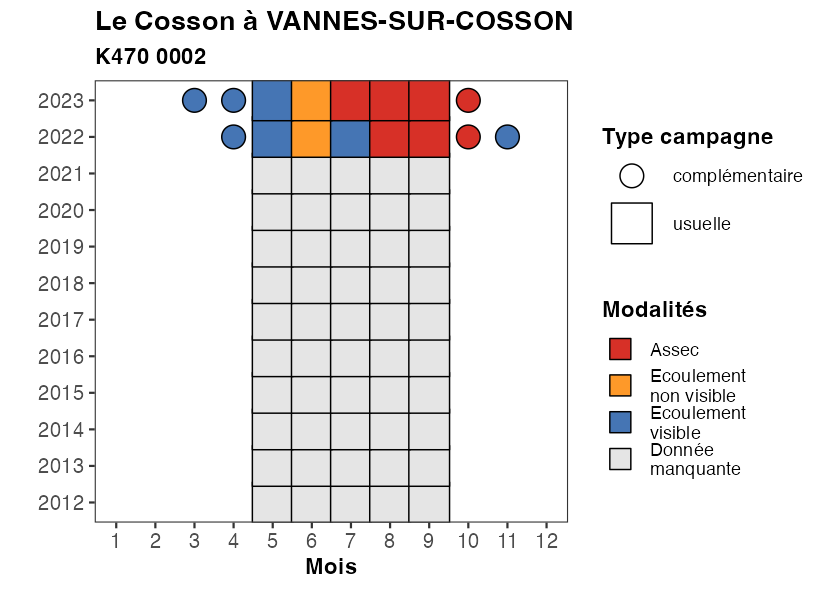 Le Cosson à VANNES-SUR-COSSON
K470 0002
2023
2022
2021
2020
2019
2018
2017
2016
2015
2014
2013
2012
1 2 3 4 5 6 7 8 9 10 11 12
Mois
Type campagne
complémentaire
usuelle
Modalités
Assec
Ecoulement
non visible
Ecoulement
visible
Donnée
manquante